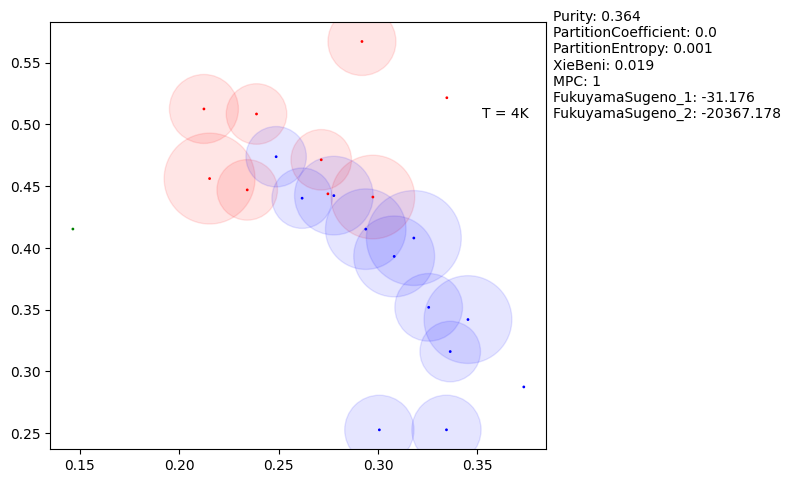 Purity: 0.364
PartitionCoefficient: 0.0
PartitionEntropy: 0.001
XieBeni: 0.019
MPC: 1
FukuyamaSugeno_1: -31.176
FukuyamaSugeno_2: -20367.178
T = 4K
0.55
0.50
0.45
0.40
0.35
0.30
0.25
0.15
0.20
0.25
0.30
0.35